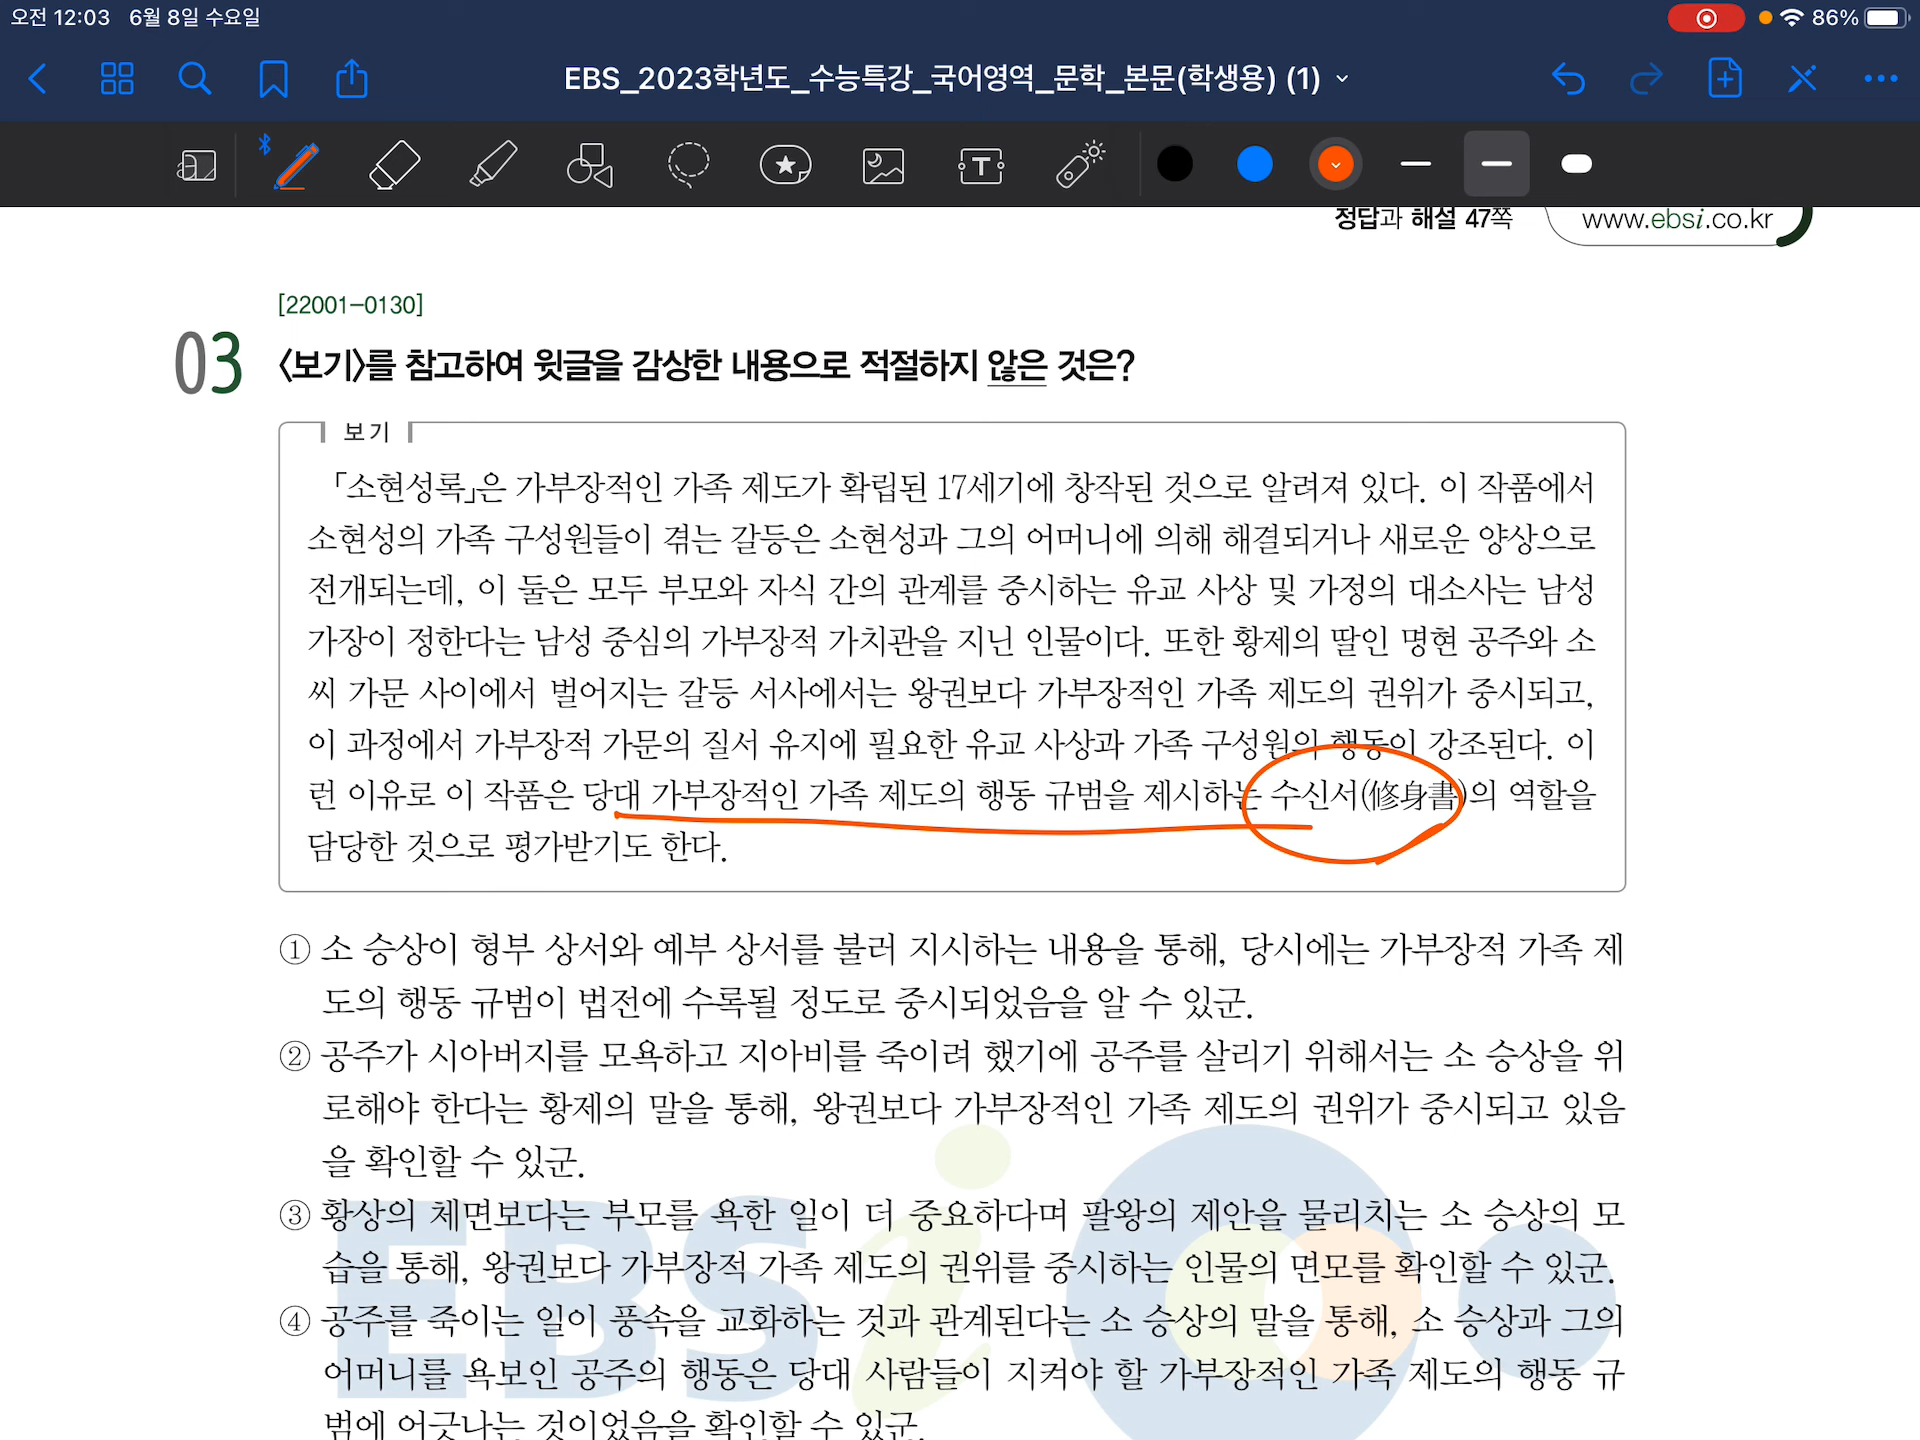 오전 12:03 6월 8일 수요일
86%
EBS_2023학년도_수능특강_국어영역_문학_본문(학생용) (1)
정답과 해설 47쪽
www.ebsi.co.kr
[22001-0130]
03 <보기>를 참고하여 윗글을 감상한 내용으로 적절하지 않은 것은?
보기
「소현성록」은 가부장적인 가족 제도가 확립된 17세기에 창작된 것으로 알려져 있다. 이 작품에서
소현성의 가족 구성원들이 겪는 갈등은 소현성과 그의 어머니에 의해 해결되거나 새로운 양상으로
전개되는데, 이 둘은 모두 부모와 자식 간의 관계를 중시하는 유교 사상 및 가정의 대소사는 남성
가장이 정한다는 남성 중심의 가부장적 가치관을 지닌 인물이다. 또한 황제의 딸인 명현 공주와 소
씨 가문 사이에서 벌어지는 갈등 서사에서는 왕권보다 가부장적인 가족 제도의 권위가 중시되고,
이 과정에서 가부장적 가문의 질서 유지에 필요한 유교 사상과 가족 구성원의 행동이 강조된다. 이
런 이유로 이 작품은 당대 가부장적인 가족 제도의 행동 규범을 제시하는 수신서(修身書)의 역할을
담당한 것으로 평가받기도 한다.
① 소 승상이 형부 상서와 예부 상서를 불러 지시하는 내용을 통해, 당시에는 가부장적 가족 제
도의 행동 규범이 법전에 수록될 정도로 중시되었음을 알 수 있군.
② 공주가 시아버지를 모욕하고 지아비를 죽이려 했기에 공주를 살리기 위해서는 소 승상을 위
로해야 한다는 황제의 말을 통해, 왕권보다 가부장적인 가족 제도의 권위가 중시되고 있음
을 확인할 수 있군.
③ 황상의 체면보다는 부모를 욕한 일이 더 중요하다며 팔왕의 제안을 물리치는 소 승상의 모
습을 통해, 왕권보다 가부장적 가족 제도의 권위를 중시하는 인물의 면모를 확인할 수 있군.
④ 공주를 죽이는 일이 풍속을 교화하는 것과 관계된다는 소 승상의 말을 통해, 소 승상과 그의
어머니를 욕보인 공주의 행동은 당대 사람들이 지켜야 할 가부장적인 가족 제도의 행동 규
범에 어긋나는 것이었음을 확인할 수 있군.
EBSi